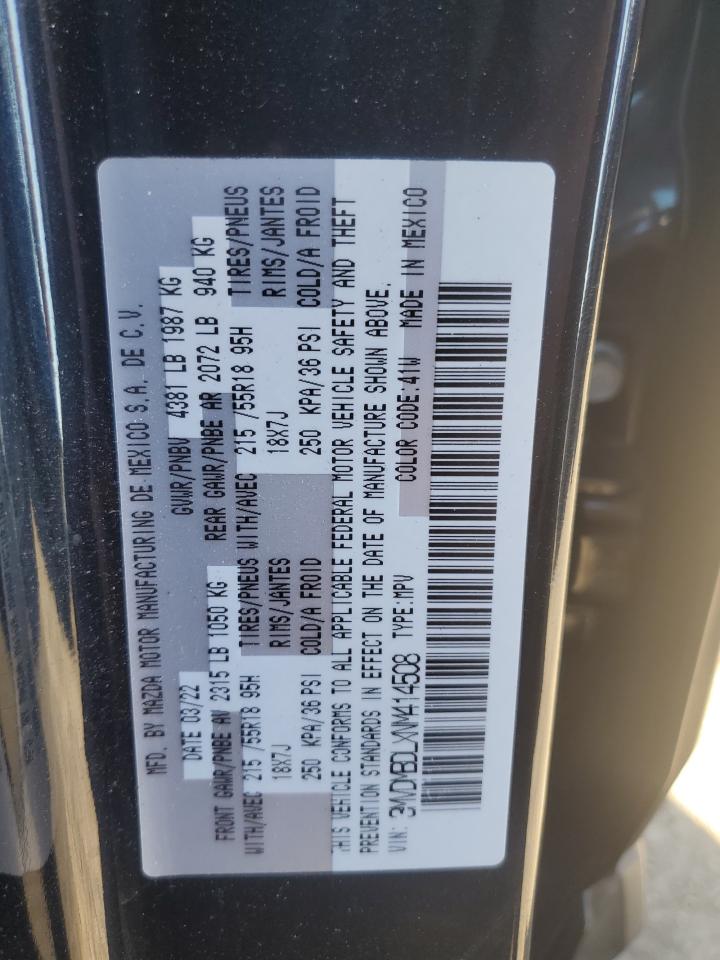 MFD. BY MAZDA MOTOR MANUFACTURING DE MEXICO S.A. DE C.V.
DATE 03/22 GVWR/PNBV 4381 LB 1987 KG
FRONT GAWR/PNBE AV 2315 LB 1050 KG REAR GAWR/PNBE AR 2072 LB 940 KG
WITH/AVEC 215 /55R18 95H TIRES/PNEUS WITH/AVEC 215 /55R18 95H TIRES/PNEUS
18X7J RIMS/JANTES 18X7J RIMS/JANTES
250 KPA/36 PSI COLD/A FROID 250 KPA/36 PSI COLD/A FROID
THIS VEHICLE CONFORMS TO ALL APPLICABLE FEDERAL MOTOR VEHICLE SAFETY AND THEFT
PREVENTION STANDARDS IN EFFECT ON THE DATE OF MANUFACTURE SHOWN ABOVE.
VIN: 3MVDMBDLXNM414508 TYPE:MPV COLOR CODE:41W MADE IN MEXICO